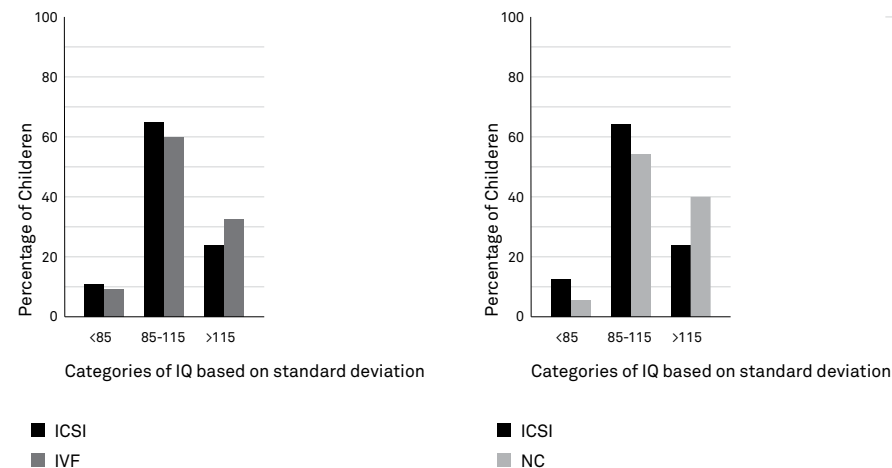 100
80
60
40
20
0
Percentage of Childeren
<85 85-115 >115
Categories of IQ based on standard deviation
ICSI
IVF
100
80
60
40
20
0
Percentage of Childeren
<85 85-115 >115
Categories of IQ based on standard deviation
ICSI
NC